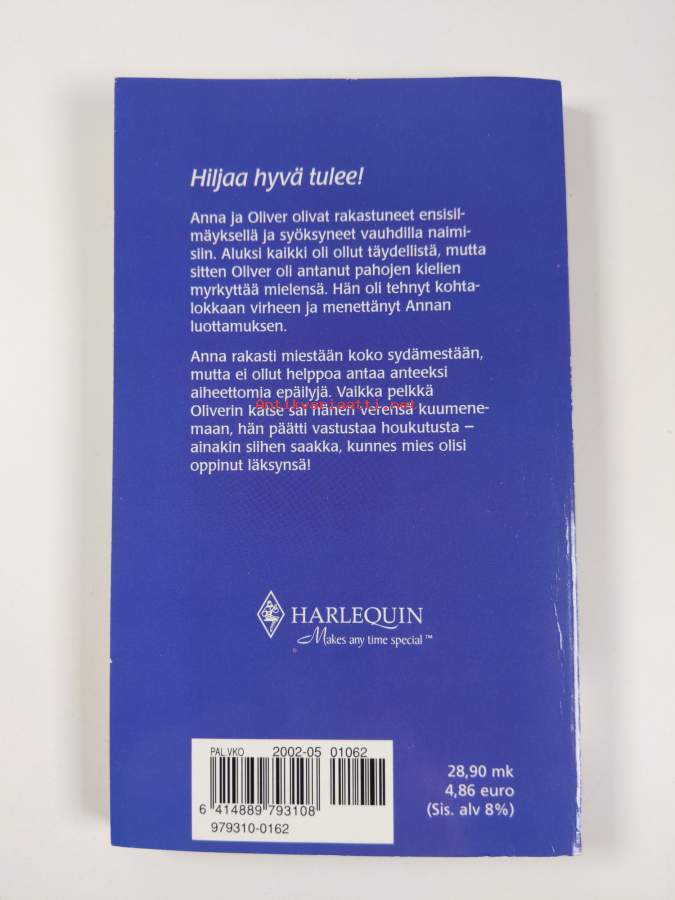 Hiljaa hyvä tulee!
Anna ja Oliver olivat rakastuneet ensisil-
mäyksellä ja syöksyneet vauhdilla naimi-
siin. Aluksi kaikki oli ollut täydellistä, mutta
sitten Oliver oli antanut pahojen kielien
myrkyttää mielensä. Hän oli tehnyt kohta-
lokkaan virheen ja menettänyt Annan
luottamuksen.
Anna rakasti miestään koko sydämestään,
mutta ei ollut helppoa antaa anteeksi
aiheettomia epäilyjä. Vaikka pelkkä
Antikvariaatti.net
Oliverin katse sai hänen verensä kuumene-
maan, hän päätti vastustaa houkutusta –
ainakin siihen saakka, kunnes mies olisi
oppinut läksynsä!
HARLEQUIN
Makes any time special™
PAL.VKO 2002-05 01062
28,90 mk
4,86 euro
(Sis. alv 8%)
6 414889 793108
979310-0162